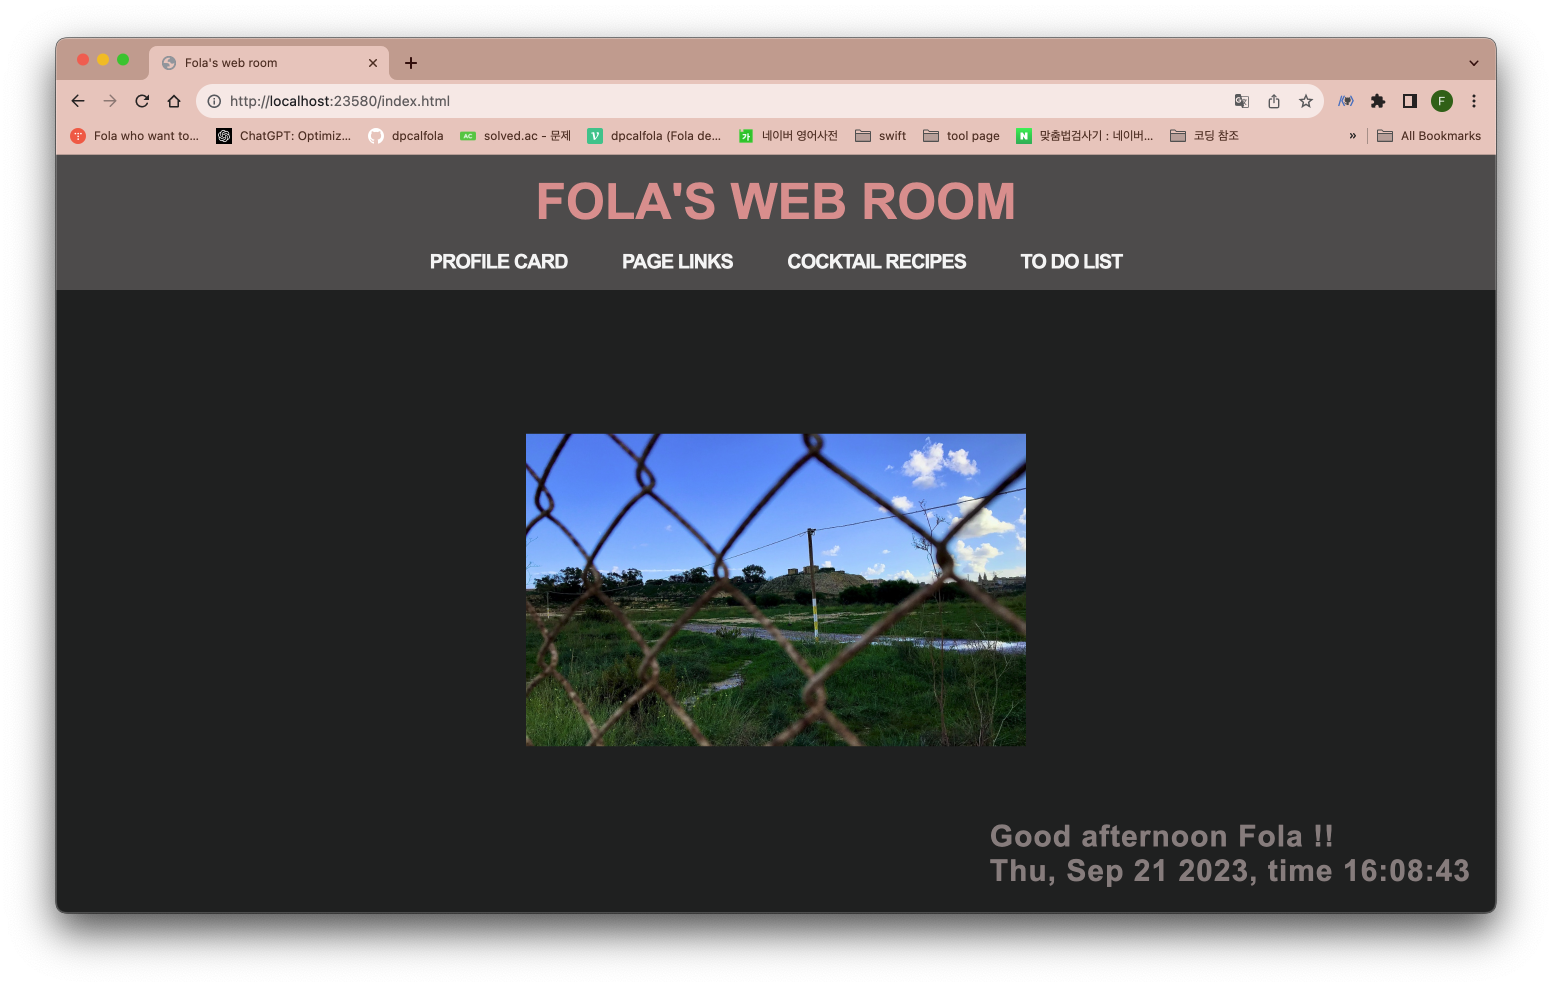 Fola's web room
http://localhost:23580/index.html
F
Fola who want to... ChatGPT: Optimiz... dpcalfola AC solved.ac - 문제 V dpcalfola (Fola de... 가 네이버 영어사전 swift tool page N 맞춤법검사기 : 네이버... 코딩 참조 » All Bookmarks
FOLA'S WEB ROOM
PROFILE CARD PAGE LINKS COCKTAIL RECIPES TO DO LIST
Good afternoon Fola !!
Thu, Sep 21 2023, time 16:08:43